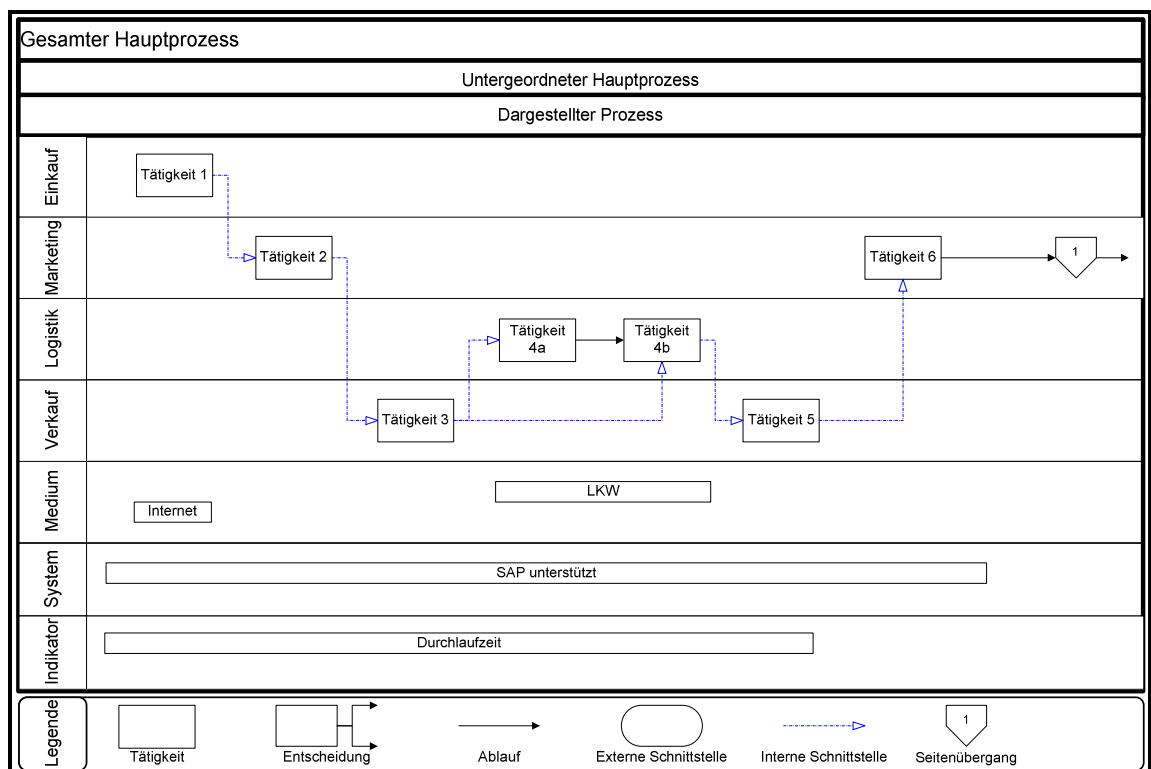 Gesamter Hauptprozess
Untergeordneter Hauptprozess
Dargestellter Prozess
Einkauf
Tätigkeit 1
Marketing
Tätigkeit 2
Tätigkeit 6
1
Logistik
Tätigkeit
4a
Tätigkeit
4b
Verkauf
Tätigkeit 3
Tätigkeit 5
Medium
Internet
LKW
System
SAP unterstützt
Indikator
Durchlaufzeit
Legende
Tätigkeit
Entscheidung
Ablauf
Externe Schnittstelle
Interne Schnittstelle
1
Seitenübergang